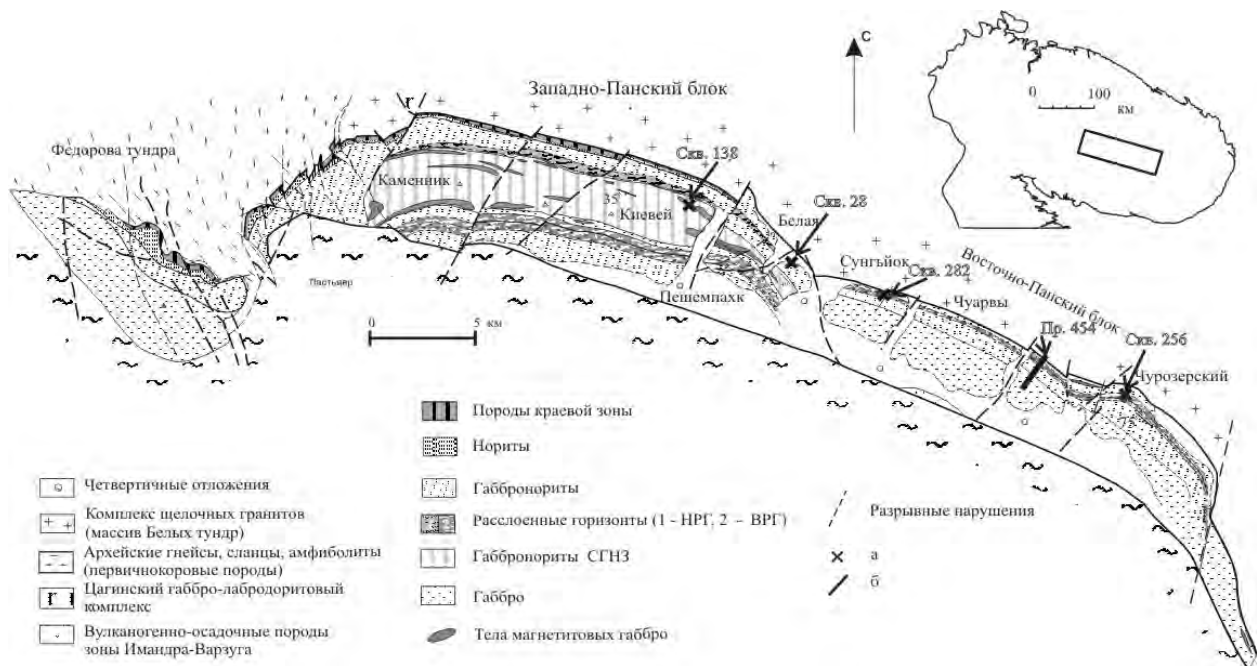 С
Западно-Панский блок
0 100
км
Федорова тундра
г
Скв. 138
Каменник
35
Киевей
Скв. 28
Белая
Сунгъйок
Скв. 282
Восточно-Панский блок
Чуарвы
Пр. 454
Скв. 256
Чурозерский
75
Пешемпахк
0 5 км
Породы краевой зоны
Нориты
Габбронориты
Расслоенные горизонты (1 - НРГ, 2 – ВРГ)
Габбронориты СГНЗ
Габбро
Тела магнетитовых габбро
Четвертичные отложения
Комплекс щелочных гранитов
(массив Белых тундр)
Архейские гнейсы, сланцы, амфиболиты
(первичнокоровые породы)
г
Цагинский габбро-лабродоритовый
комплекс
Вулканогенно-осадочные породы
зоны Имандра-Варзуга
Разрывные нарушения
а
б